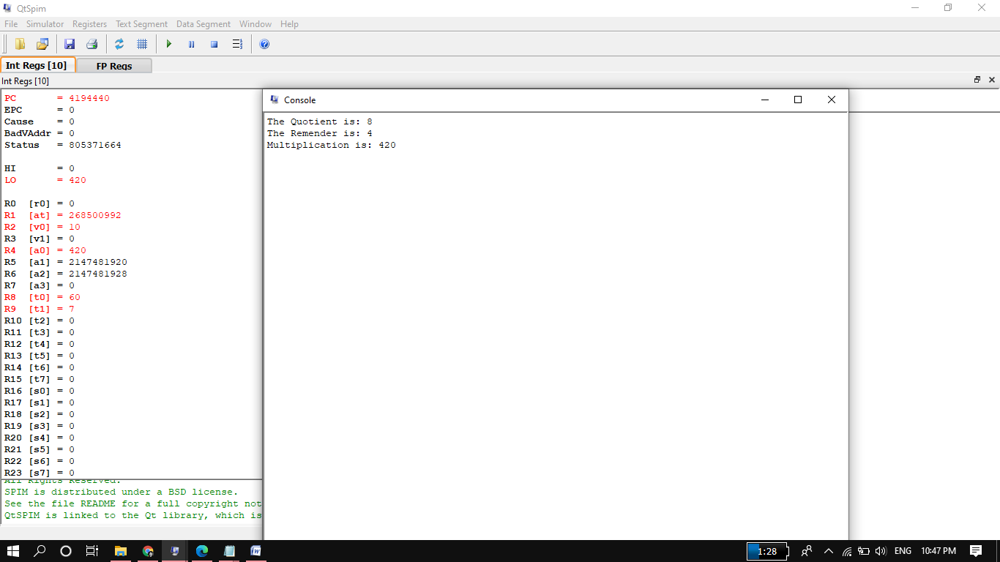 QtSpim
File Simulator Registers Text Segment Data Segment Window Help
Int Regs [10] FP Regs
Int Regs [10]
PC = 4194440
EPC = 0
Cause = 0
BadVAddr = 0
Status = 805371664
HI = 0
LO = 420
R0 [r0] = 0
R1 [at] = 268500992
R2 [v0] = 10
R3 [v1] = 0
R4 [a0] = 420
R5 [a1] = 2147481920
R6 [a2] = 2147481928
R7 [a3] = 0
R8 [t0] = 60
R9 [t1] = 7
R10 [t2] = 0
R11 [t3] = 0
R12 [t4] = 0
R13 [t5] = 0
R14 [t6] = 0
R15 [t7] = 0
R16 [s0] = 0
R17 [s1] = 0
R18 [s2] = 0
R19 [s3] = 0
R20 [s4] = 0
R21 [s5] = 0
R22 [s6] = 0
R23 [s7] = 0
All Rights Reserved.
SPIM is distributed under a BSD license.
See the file README for a full copyright not
QtSPIM is linked to the Qt library, which is
Console
The Quotient is: 8
The Remender is: 4
Multiplication is: 420
1:28 ENG 10:47 PM